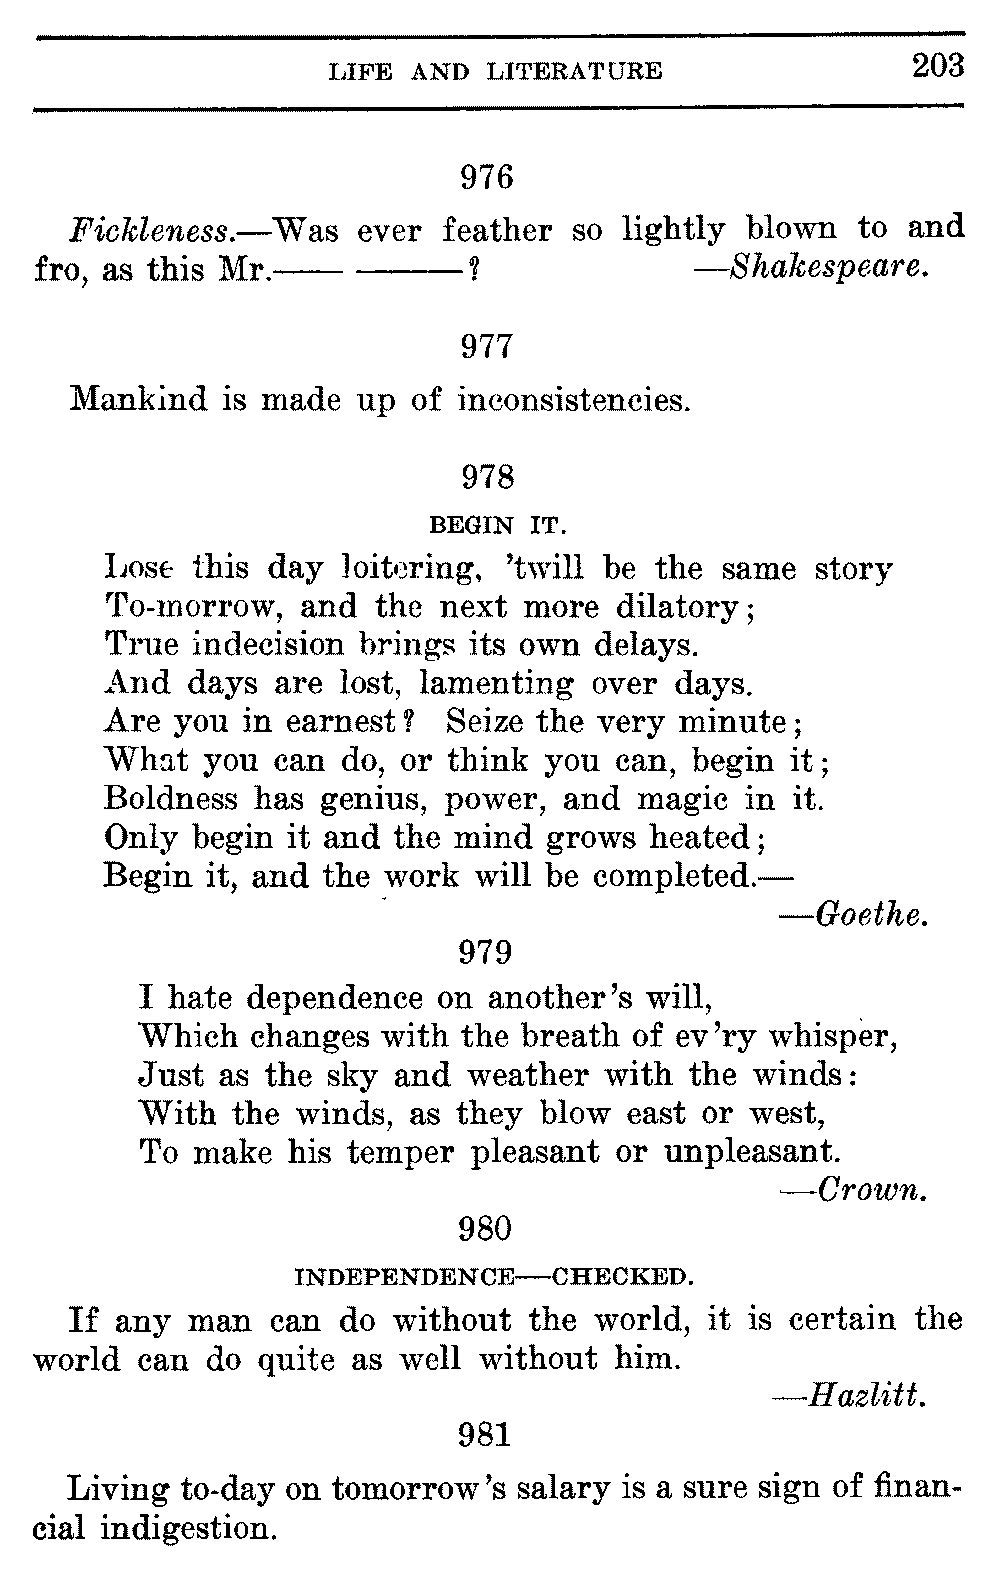 LIFE AND LITERATURE 203
976
Fickleness.—Was ever feather so lightly blown to and
fro, as this Mr.—— ———? —Shakespeare.
977
Mankind is made up of inconsistencies.
978
BEGIN IT.
Lose this day loitering, 'twill be the same story
To-morrow, and the next more dilatory;
True indecision brings its own delays.
And days are lost, lamenting over days.
Are you in earnest? Seize the very minute;
What you can do, or think you can, begin it;
Boldness has genius, power, and magic in it.
Only begin it and the mind grows heated;
Begin it, and the work will be completed.—
—Goethe.
979
I hate dependence on another's will,
Which changes with the breath of ev'ry whisper,
Just as the sky and weather with the winds:
With the winds, as they blow east or west,
To make his temper pleasant or unpleasant.
—Crown.
980
INDEPENDENCE—CHECKED.
If any man can do without the world, it is certain the
world can do quite as well without him.
—Hazlitt.
981
Living to-day on tomorrow's salary is a sure sign of finan-
cial indigestion.